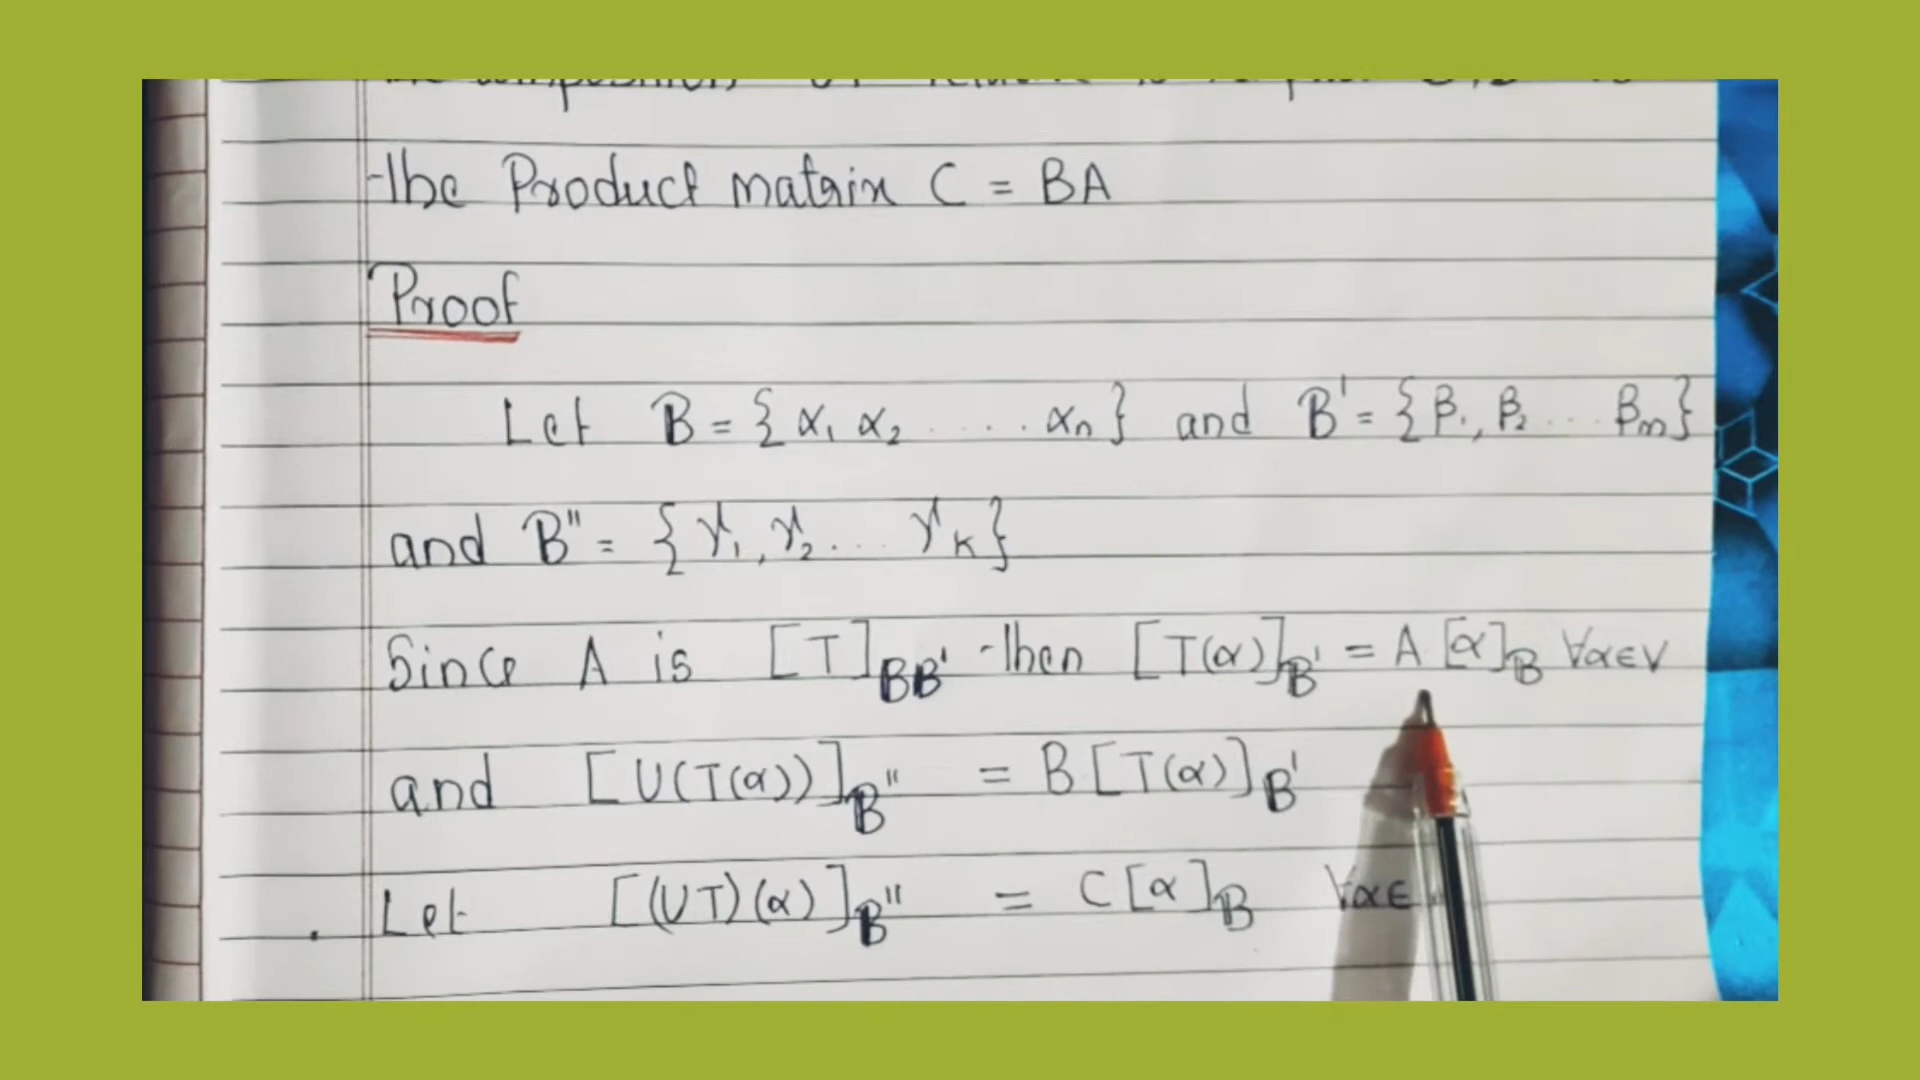 the Product matrix C = BA
Proof
Let B = { α₁ α₂ .... αn } and B' = { β₁, β₂ ... βm }
and B'' = { γ₁, γ₂ ... γk }
Since A is [T]BB' then [T(α)]B' = A [α]B ∀α∈V
and [U(T(α))]B'' = B [T(α)]B'
. Let [(UT)(α)]B'' = C [α]B ∀α∈